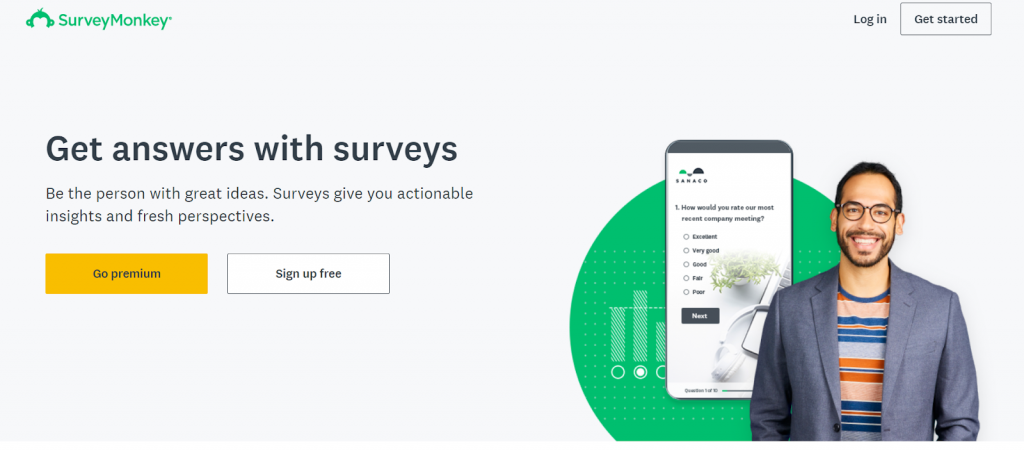 SurveyMonkey®
Log in
Get started
Get answers with surveys
Be the person with great ideas. Surveys give you actionable
insights and fresh perspectives.
Go premium
Sign up free
SANACO
1. How would you rate our most
recent company meeting?
Excellent
Very good
Good
Fair
Poor
Next
Question 1 of 10